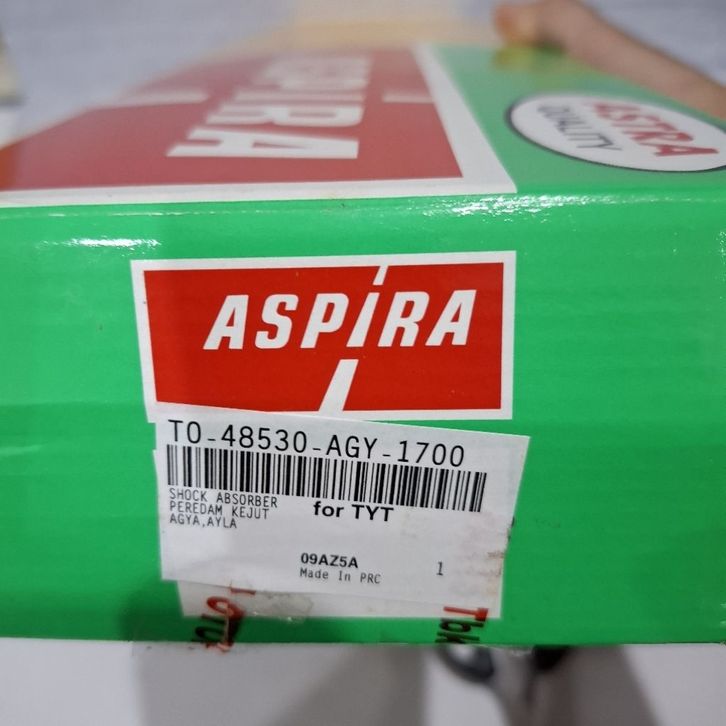 ASPIRA
ASTRA
QUALITY
ASPIRA
TO-48530-AGY-1700
SHOCK ABSORBER
PEREDAM KEJUT
AGYA,AYLA
for TYT
09AZ5A
Made In PRC
1